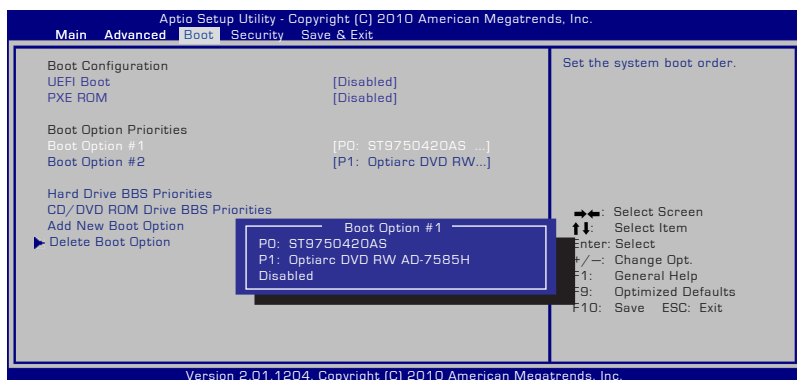 Aptio Setup Utility - Copyright (C) 2010 American Megatrends, Inc.
Main Advanced Boot Security Save & Exit
Boot Configuration
UEFI Boot [Disabled]
PXE ROM [Disabled]
Boot Option Priorities
Boot Option #1 [P0: ST9750420AS ...]
Boot Option #2 [P1: Optiarc DVD RW...]
Hard Drive BBS Priorities
CD/DVD ROM Drive BBS Priorities
Add New Boot Option
Delete Boot Option
Boot Option #1
P0: ST9750420AS
P1: Optiarc DVD RW AD-7585H
Disabled
Set the system boot order.
→←: Select Screen
↑↓: Select Item
Enter: Select
+/—: Change Opt.
F1: General Help
F9: Optimized Defaults
F10: Save ESC: Exit
Version 2.01.1204. Copyright (C) 2010 American Megatrends, Inc.